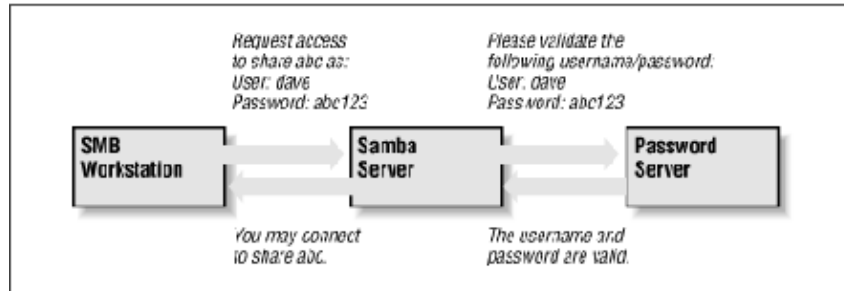 Request access
to share abc as:
User: dave
Password: abc123
Please validate the
following username/password:
User: dave
Password: abc123
SMB
Workstation
Samba
Server
Password
Server
You may connect
to share abc.
The username and
password are valid.